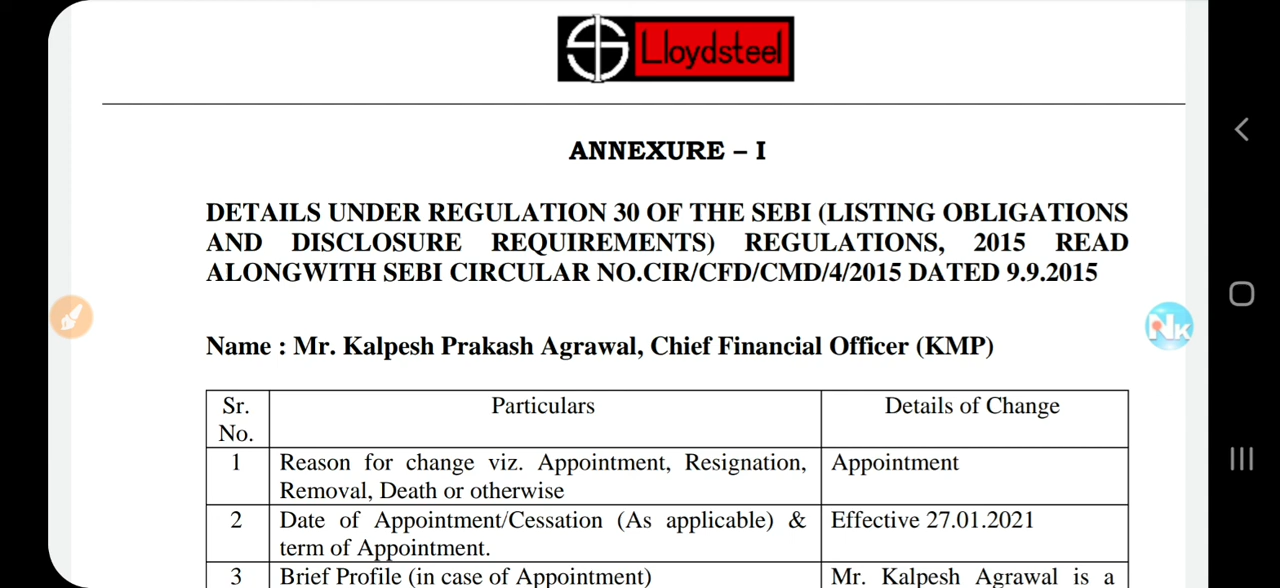 Lloydsteel
ANNEXURE – I
DETAILS UNDER REGULATION 30 OF THE SEBI (LISTING OBLIGATIONS
AND DISCLOSURE REQUIREMENTS) REGULATIONS, 2015 READ
ALONGWITH SEBI CIRCULAR NO.CIR/CFD/CMD/4/2015 DATED 9.9.2015
Name : Mr. Kalpesh Prakash Agrawal, Chief Financial Officer (KMP)
Sr. Particulars Details of Change
No.
1 Reason for change viz. Appointment, Resignation, Appointment
Removal, Death or otherwise
2 Date of Appointment/Cessation (As applicable) & Effective 27.01.2021
term of Appointment.
3 Brief Profile (in case of Appointment) Mr. Kalpesh Agrawal is a
NK